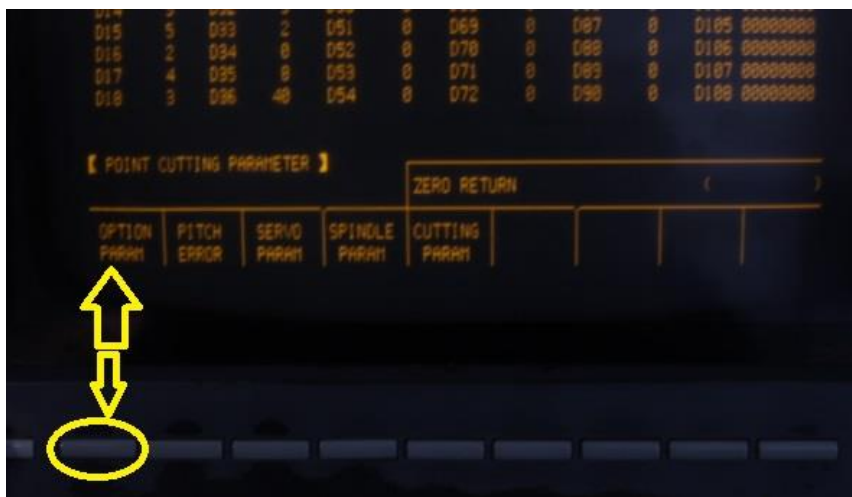 D15 5 D33 2 D51 0 D69 0 D87 0 D105 00000000
D16 2 D34 0 D52 0 D70 0 D88 0 D106 00000000
D17 4 D35 8 D53 0 D71 0 D89 0 D107 00000000
D18 3 D36 40 D54 0 D72 0 D90 0 D108 00000000
【 POINT CUTTING PARAMETER 】
ZERO RETURN ( )
OPTION PITCH SERVO SPINDLE CUTTING
PARAM ERROR PARAM PARAM PARAM